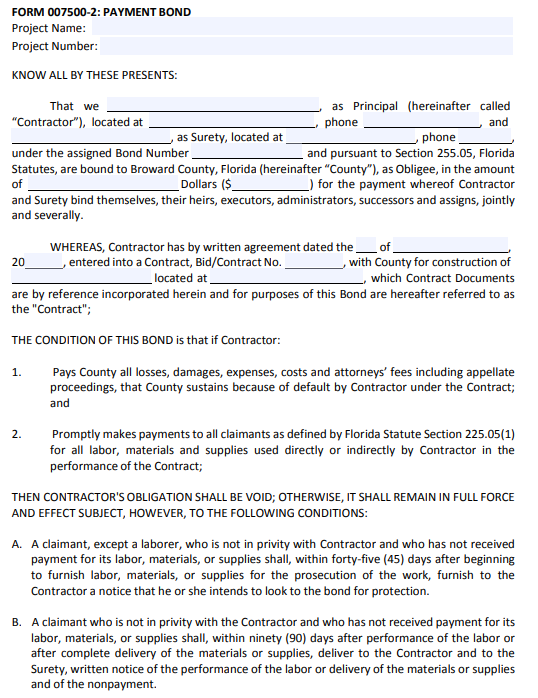 FORM 007500-2: PAYMENT BOND
Project Name:
Project Number:
KNOW ALL BY THESE PRESENTS:
That we ____________________, as Principal (hereinafter called
“Contractor”), located at ____________________, phone ____________, and
____________________, as Surety, located at ____________________, phone ________,
under the assigned Bond Number ______________ and pursuant to Section 255.05, Florida
Statutes, are bound to Broward County, Florida (hereinafter “County”), as Obligee, in the amount
of ____________________ Dollars ($____________) for the payment whereof Contractor
and Surety bind themselves, their heirs, executors, administrators, successors and assigns, jointly
and severally.
WHEREAS, Contractor has by written agreement dated the ___ of ______________,
20_____, entered into a Contract, Bid/Contract No. ________, with County for construction of
__________________ located at ____________________, which Contract Documents
are by reference incorporated herein and for purposes of this Bond are hereafter referred to as
the "Contract";
THE CONDITION OF THIS BOND is that if Contractor:
1. Pays County all losses, damages, expenses, costs and attorneys’ fees including appellate
proceedings, that County sustains because of default by Contractor under the Contract;
and
2. Promptly makes payments to all claimants as defined by Florida Statute Section 225.05(1)
for all labor, materials and supplies used directly or indirectly by Contractor in the
performance of the Contract;
THEN CONTRACTOR'S OBLIGATION SHALL BE VOID; OTHERWISE, IT SHALL REMAIN IN FULL FORCE
AND EFFECT SUBJECT, HOWEVER, TO THE FOLLOWING CONDITIONS:
A. A claimant, except a laborer, who is not in privity with Contractor and who has not received
payment for its labor, materials, or supplies shall, within forty-five (45) days after beginning
to furnish labor, materials, or supplies for the prosecution of the work, furnish to the
Contractor a notice that he or she intends to look to the bond for protection.
B. A claimant who is not in privity with the Contractor and who has not received payment for its
labor, materials, or supplies shall, within ninety (90) days after performance of the labor or
after complete delivery of the materials or supplies, deliver to the Contractor and to the
Surety, written notice of the performance of the labor or delivery of the materials or supplies
and of the nonpayment.